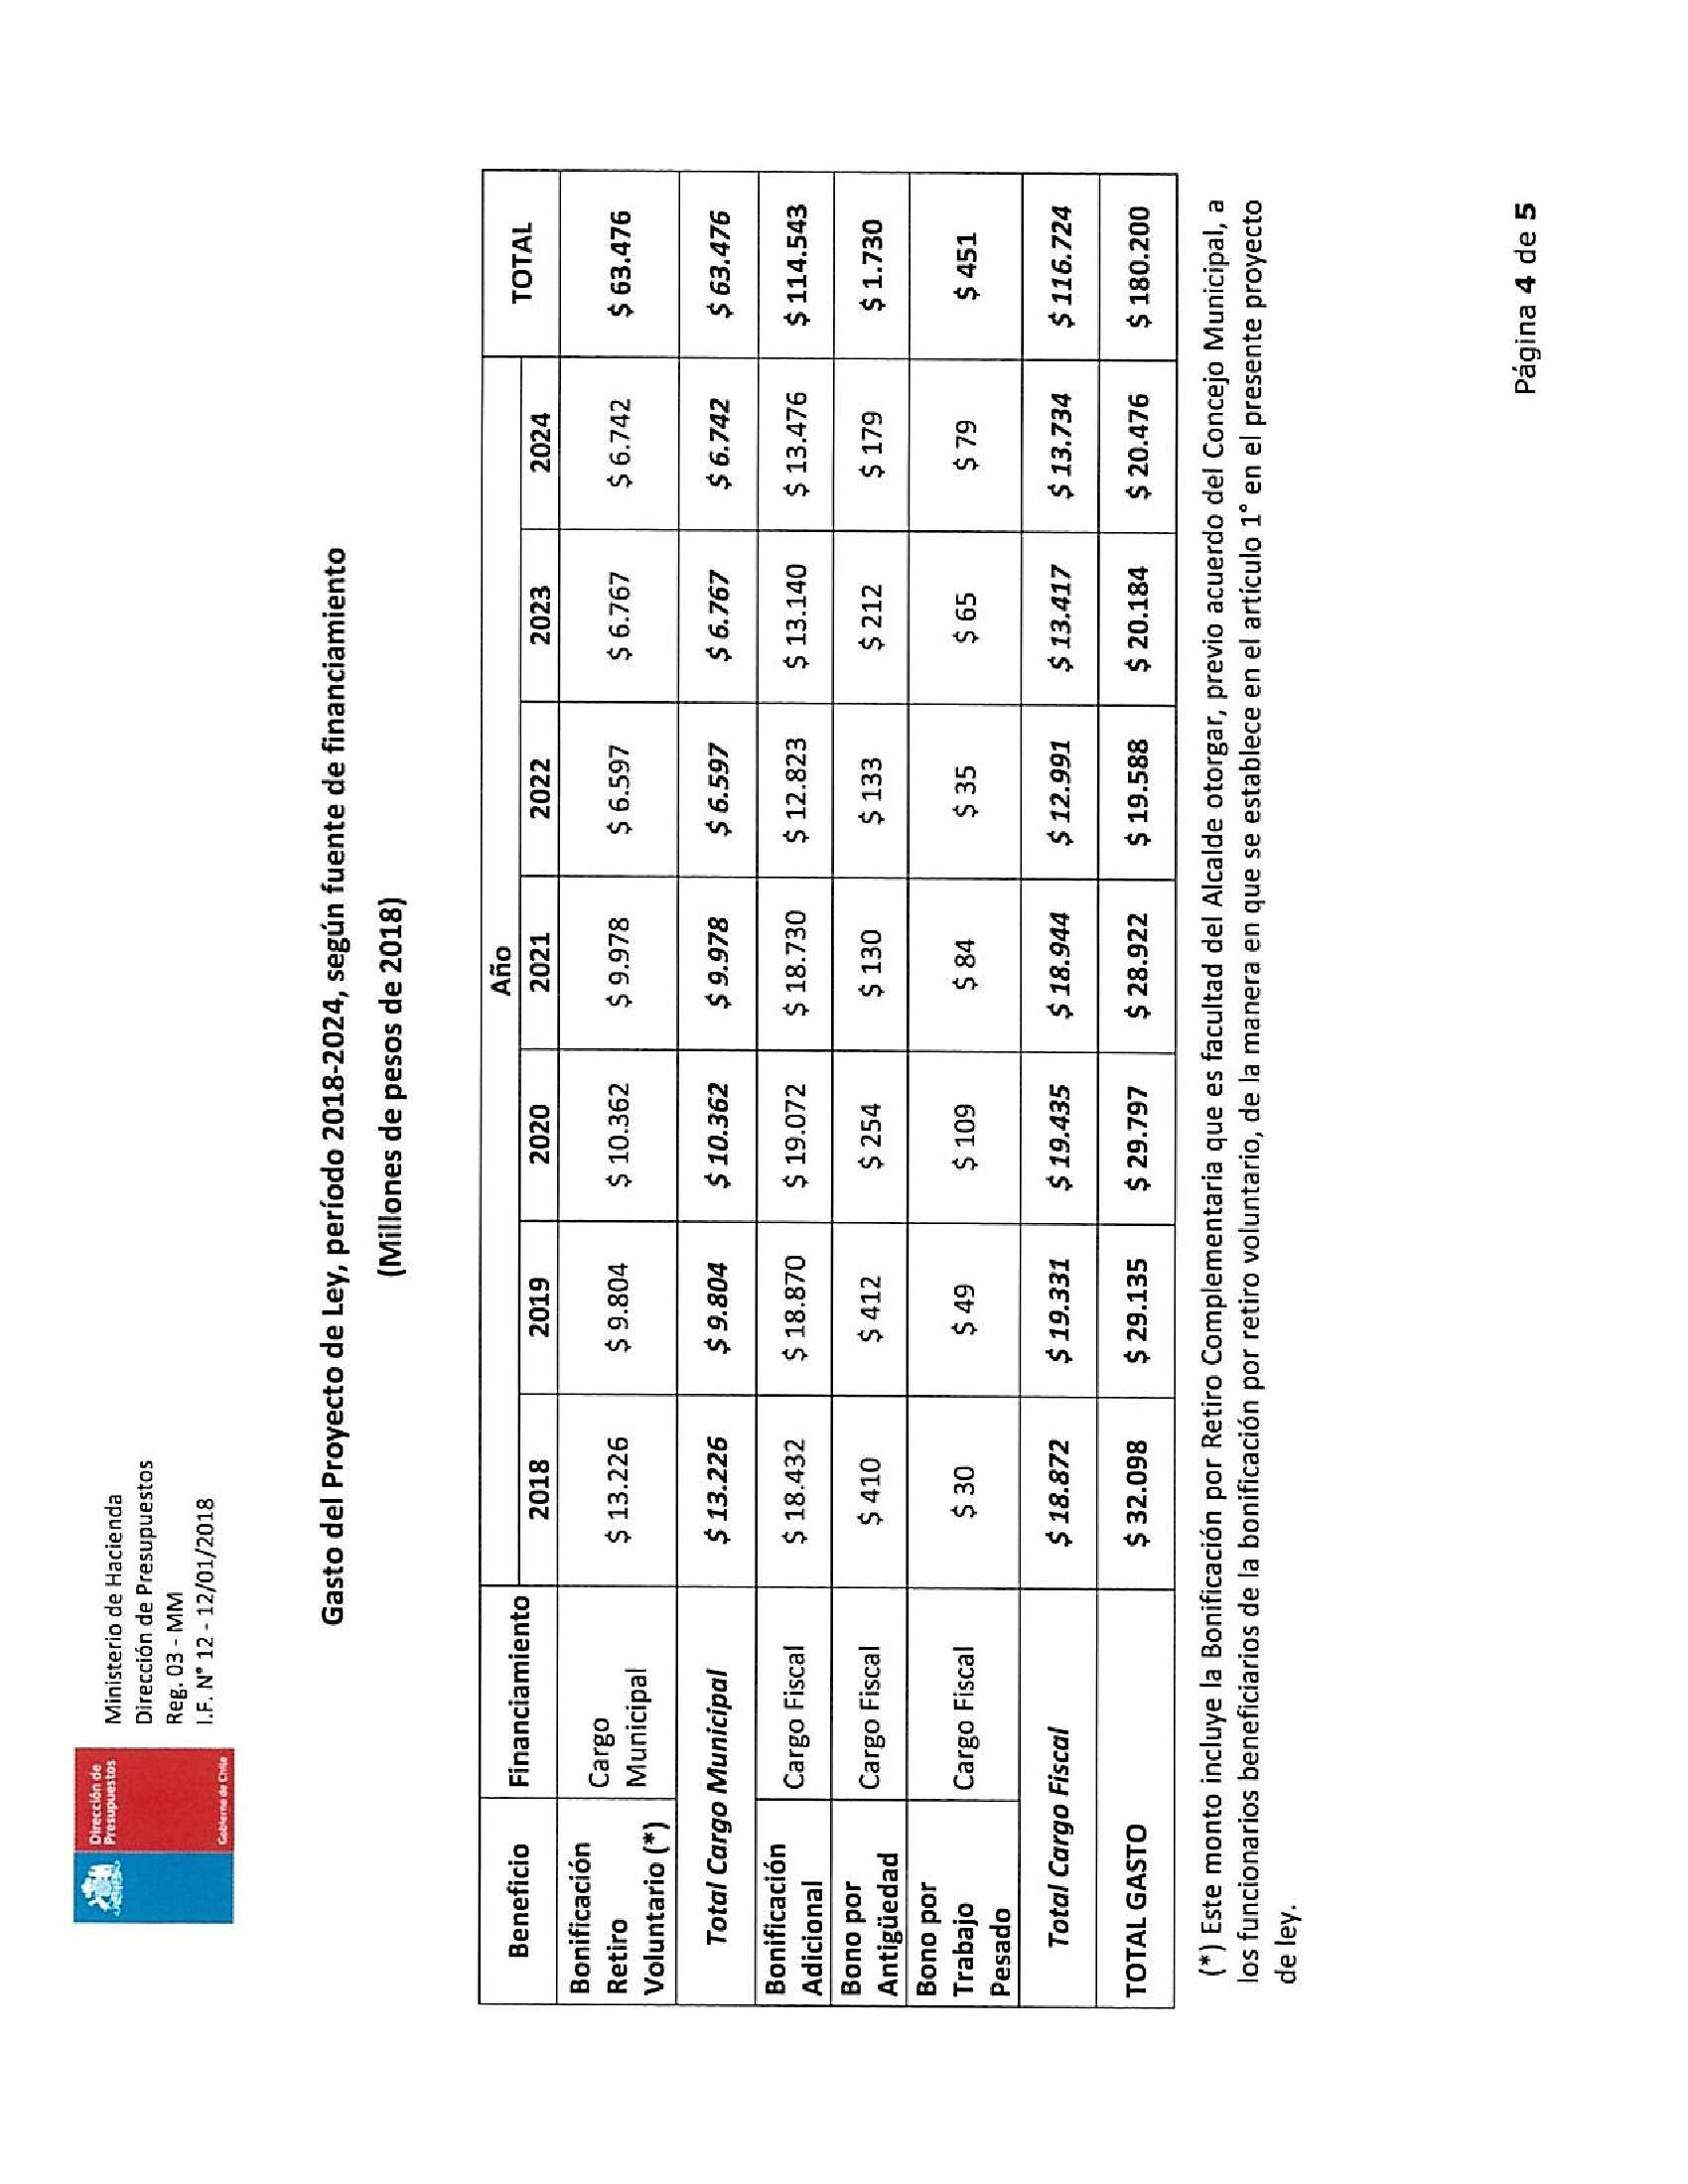 Dirección de
Presupuestos
Gobierno de Chile
Ministerio de Hacienda
Dirección de Presupuestos
Reg. 03 - MM
I.F. N° 12 - 12/01/2018
Gasto del Proyecto de Ley, período 2018-2024, según fuente de financiamiento
(Millones de pesos de 2018)
Beneficio Financiamiento Año TOTAL
2018 2019 2020 2021 2022 2023 2024
Bonificación
Retiro
Voluntario (*)
Cargo
Municipal
$ 13.226 $ 9.804 $ 10.362 $ 9.978 $ 6.597 $ 6.767 $ 6.742 $ 63.476
Total Cargo Municipal $ 13.226 $ 9.804 $ 10.362 $ 9.978 $ 6.597 $ 6.767 $ 6.742 $ 63.476
Bonificación
Adicional
Cargo Fiscal $ 18.432 $ 18.870 $ 19.072 $ 18.730 $ 12.823 $ 13.140 $ 13.476 $ 114.543
Bono por
Antigüedad
Cargo Fiscal $ 410 $ 412 $ 254 $ 130 $ 133 $ 212 $ 179 $ 1.730
Bono por
Trabajo
Pesado
Cargo Fiscal $ 30 $ 49 $ 109 $ 84 $ 35 $ 65 $ 79 $ 451
Total Cargo Fiscal $ 18.872 $ 19.331 $ 19.435 $ 18.944 $ 12.991 $ 13.417 $ 13.734 $ 116.724
TOTAL GASTO $ 32.098 $ 29.135 $ 29.797 $ 28.922 $ 19.588 $ 20.184 $ 20.476 $ 180.200
(*) Este monto incluye la Bonificación por Retiro Complementaria que es facultad del Alcalde otorgar, previo acuerdo del Concejo Municipal, a
los funcionarios beneficiarios de la bonificación por retiro voluntario, de la manera en que se establece en el artículo 1° en el presente proyecto
de ley.
Página 4 de 5